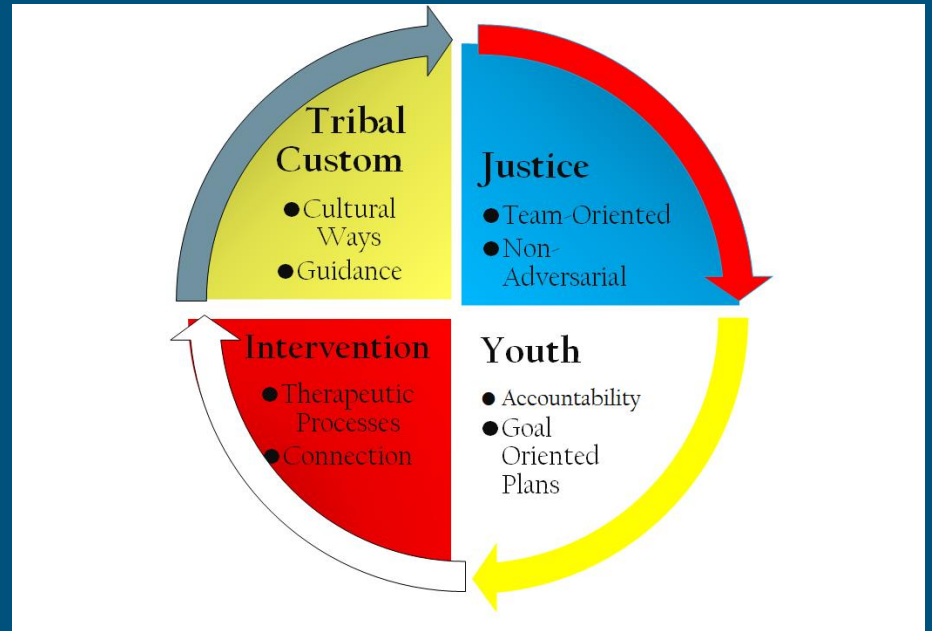 Tribal
Custom
● Cultural
Ways
● Guidance
Justice
● Team-Oriented
● Non-
Adversarial
Intervention
● Therapeutic
Processes
● Connection
Youth
● Accountability
● Goal
Oriented
Plans